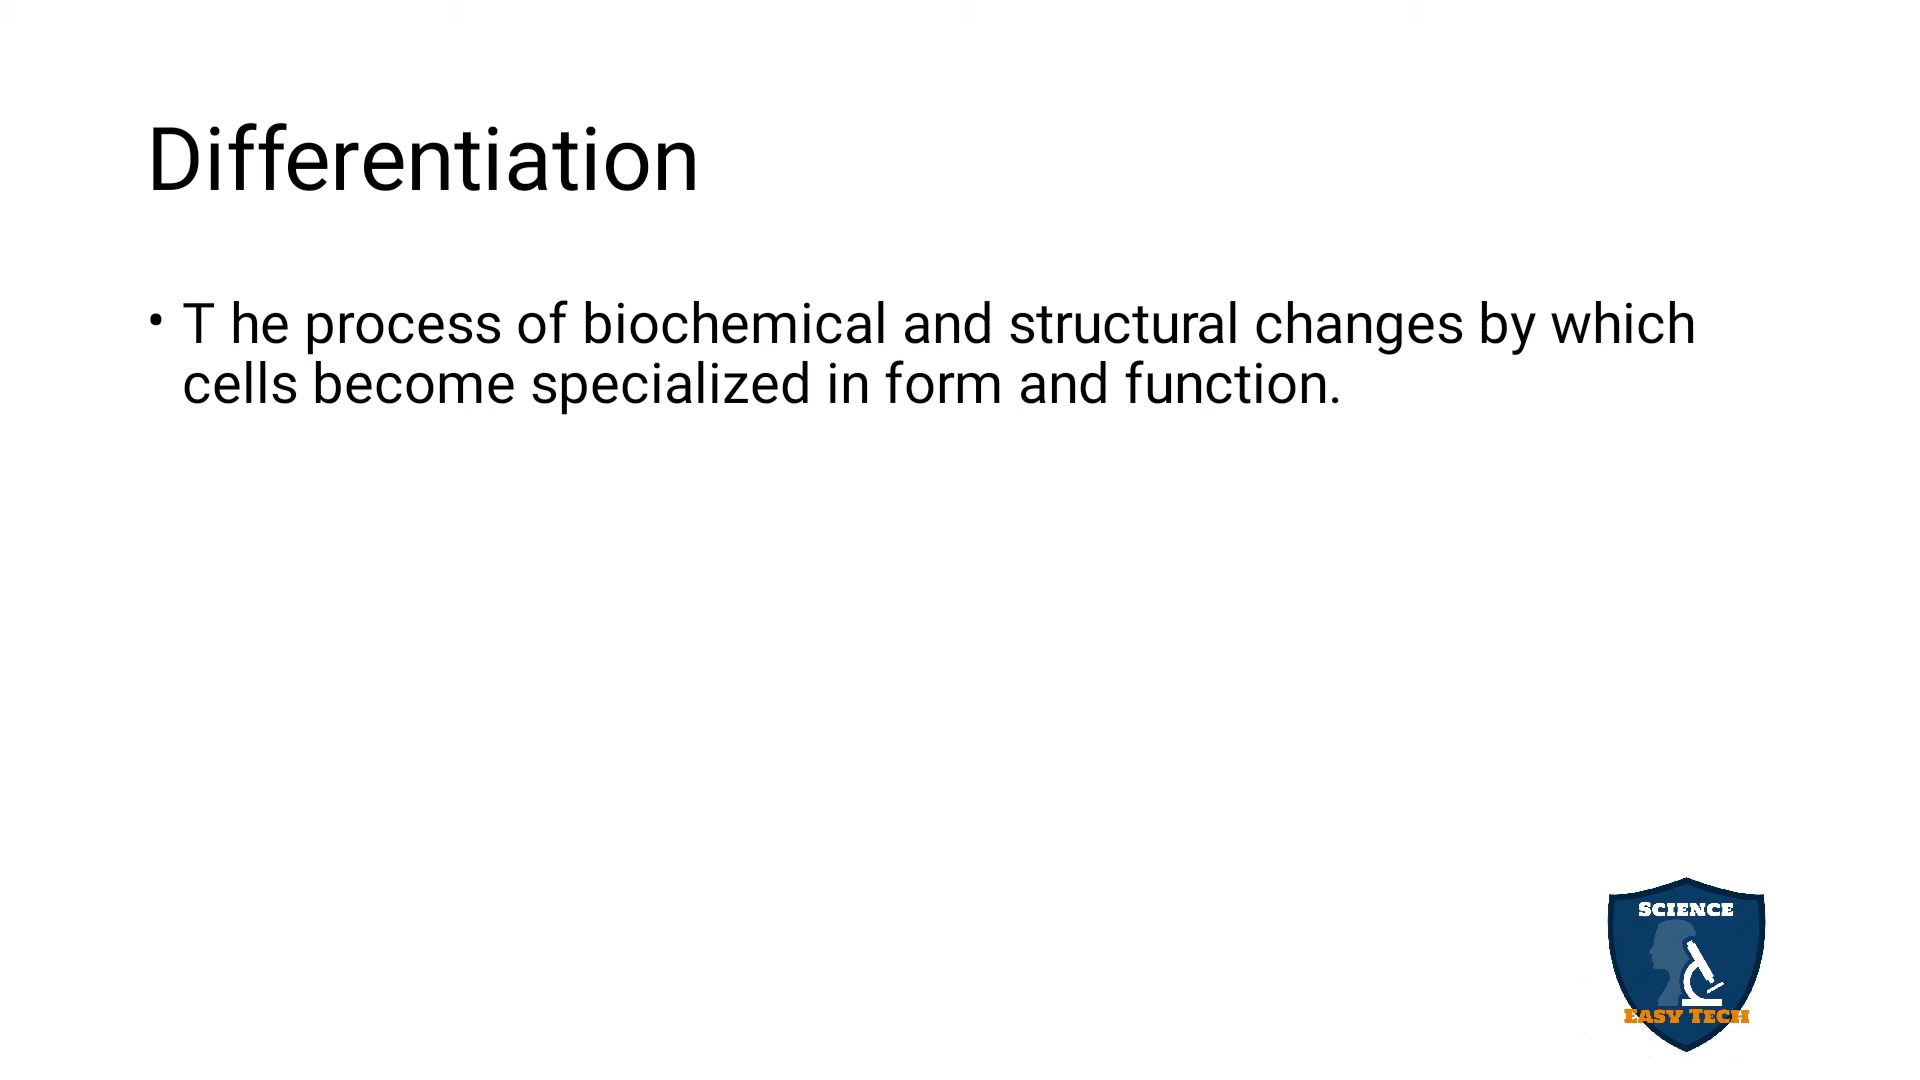 Differentiation
• T he process of biochemical and structural changes by which
cells become specialized in form and function.
SCIENCE
EASY TECH